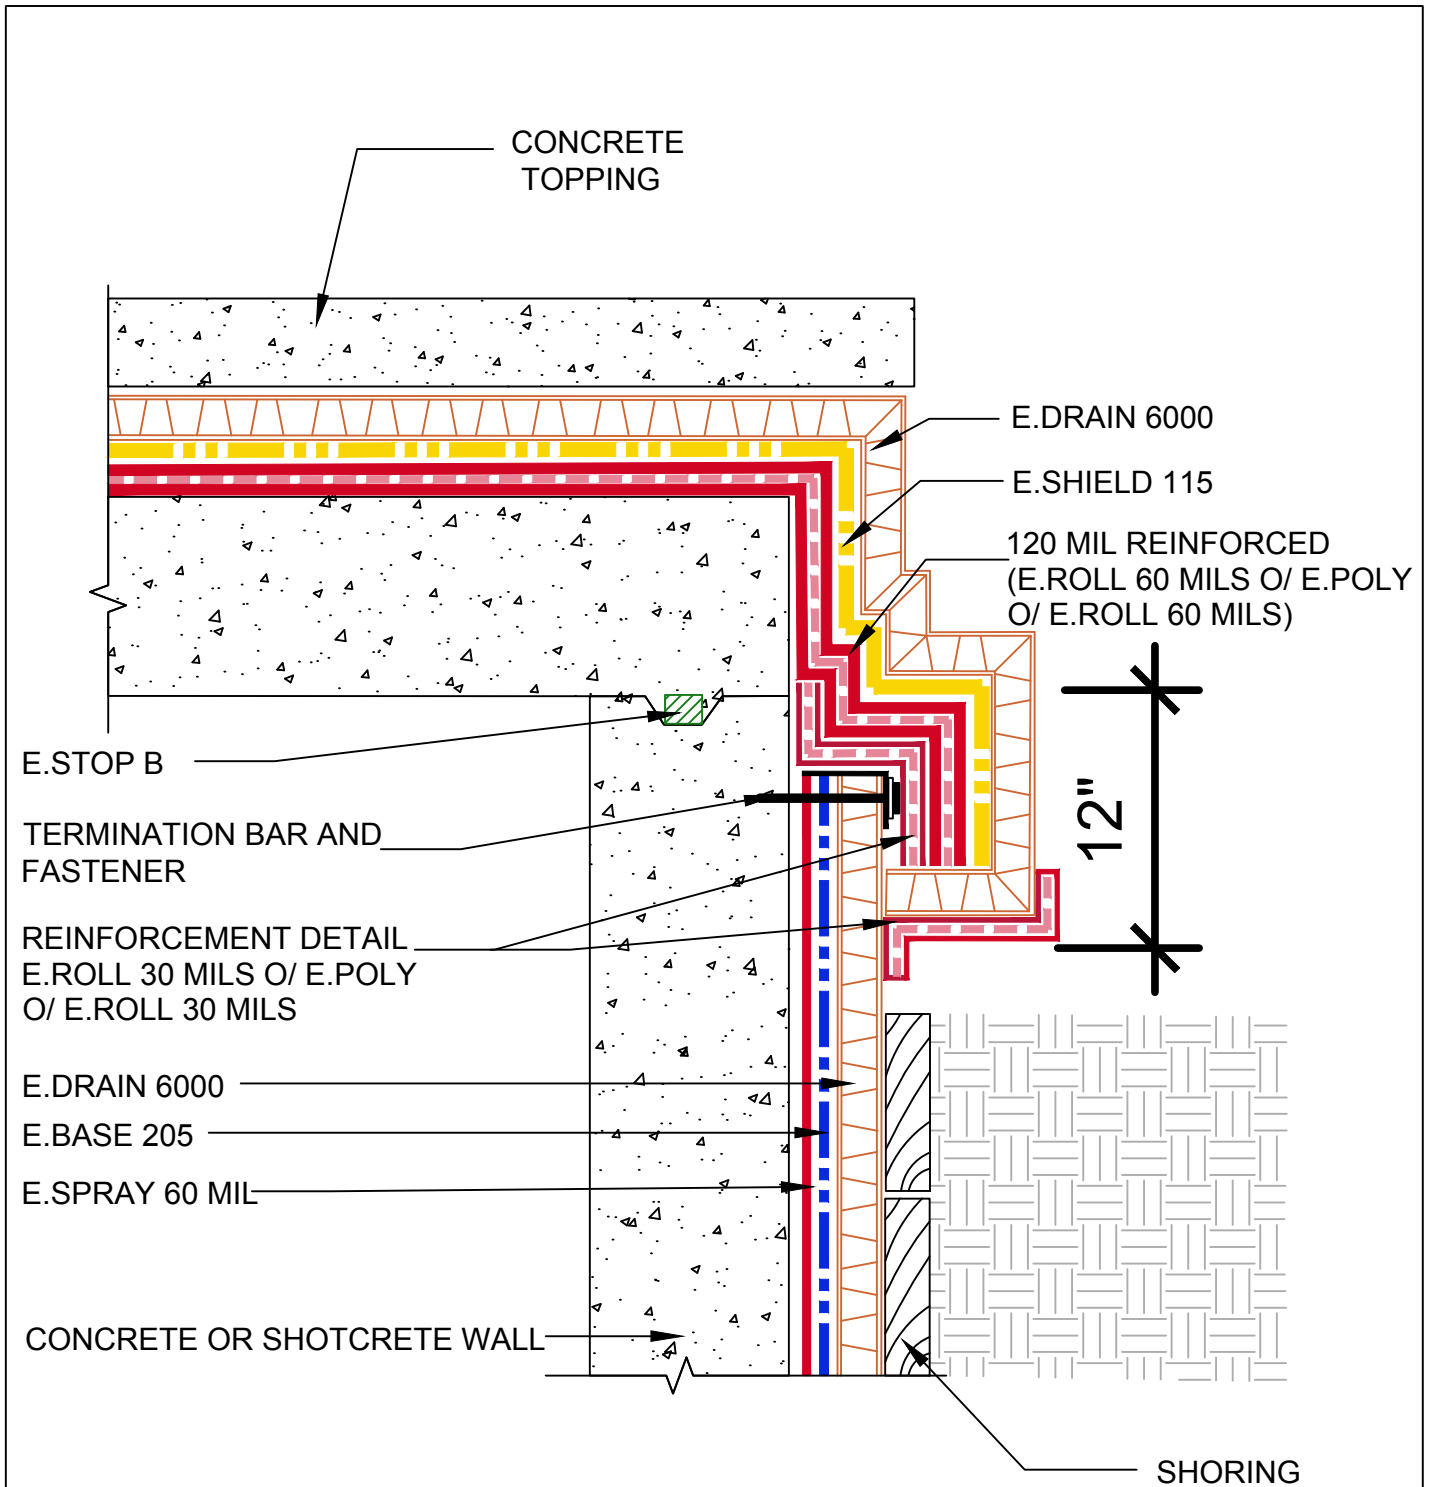 CONCRETE
TOPPING
E.DRAIN 6000
E.SHIELD 115
120 MIL REINFORCED
(E.ROLL 60 MILS O/ E.POLY
O/ E.ROLL 60 MILS)
12"
E.STOP B
TERMINATION BAR AND
FASTENER
REINFORCEMENT DETAIL
E.ROLL 30 MILS O/ E.POLY
O/ E.ROLL 30 MILS
E.DRAIN 6000
E.BASE 205
E.SPRAY 60 MIL
CONCRETE OR SHOTCRETE WALL
SHORING